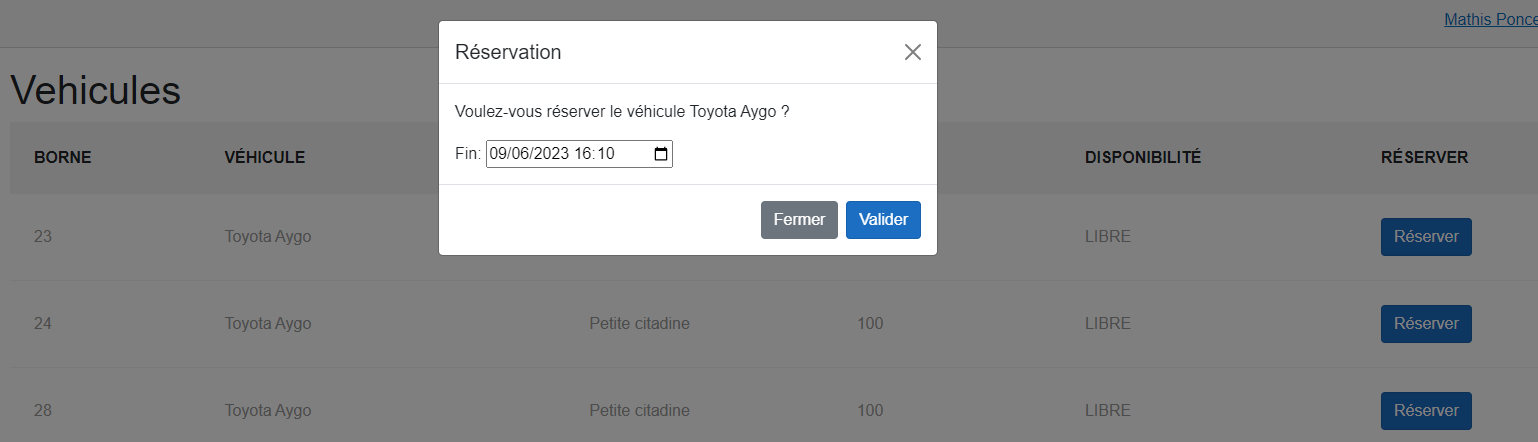 Mathis Ponce
Réservation
Vehicules
Voulez-vous réserver le véhicule Toyota Aygo ?
Fin: 09/06/2023 16:10
BORNE VÉHICULE DISPONIBILITÉ RÉSERVER
Fermer Valider
23 Toyota Aygo LIBRE Réserver
24 Toyota Aygo Petite citadine 100 LIBRE Réserver
28 Toyota Aygo Petite citadine 100 LIBRE Réserver